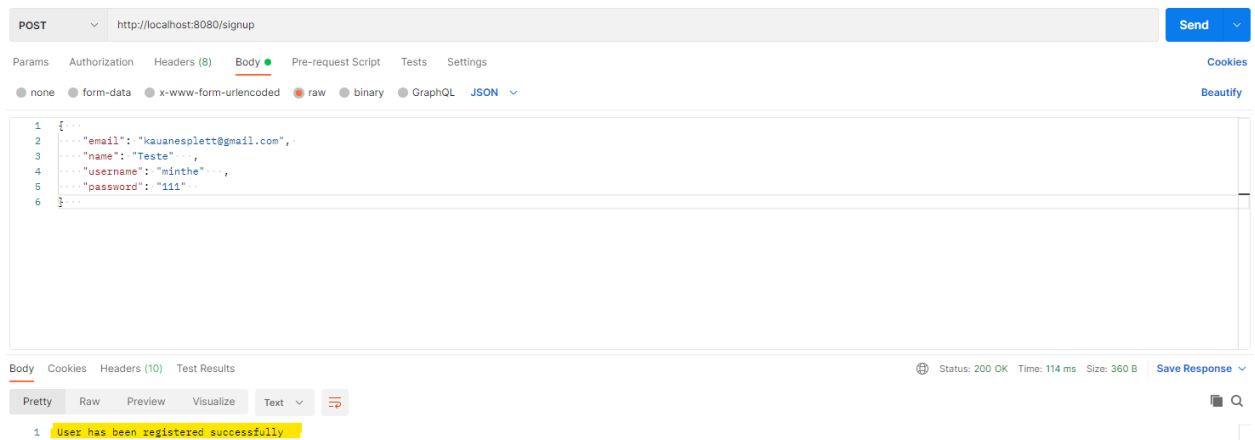 POST http://localhost:8080/signup Send
Params Authorization Headers (8) Body Pre-request Script Tests Settings Cookies
none form-data x-www-form-urlencoded raw binary GraphQL JSON Beautify
1 {
2 "email": "kauanesplett@gmail.com",
3 "name": "Teste" ,
4 "username": "minthe" ,
5 "password": "111"
6 }
Body Cookies Headers (10) Test Results Status: 200 OK Time: 114 ms Size: 360 B Save Response
Pretty Raw Preview Visualize Text
1 User has been registered successfully